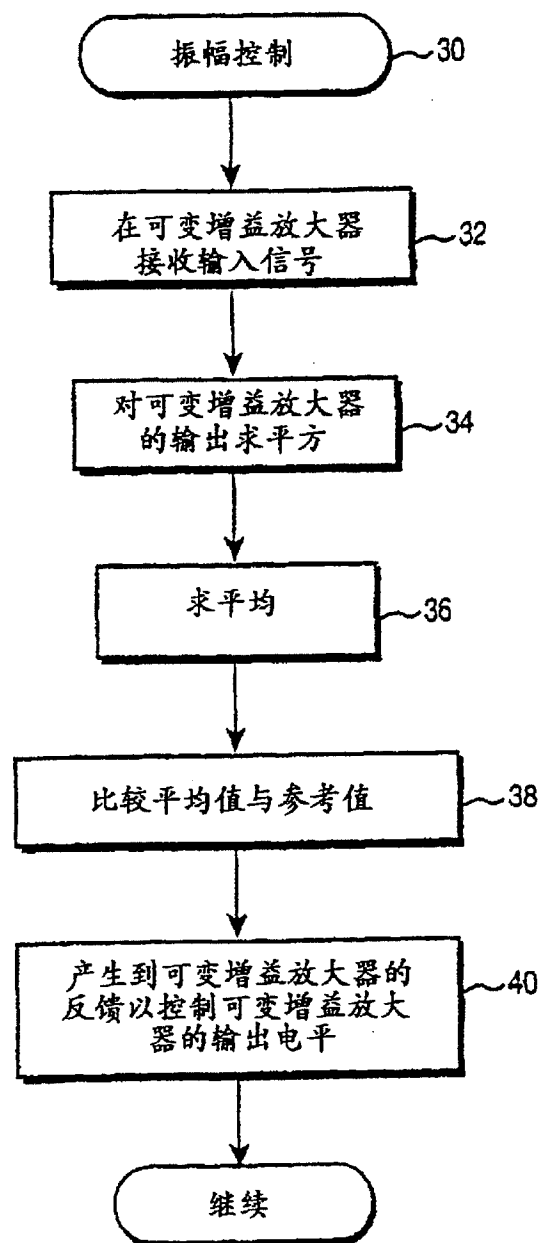 振幅控制
30
在可变增益放大器
接收输入信号
32
对可变增益放大器
的输出求平方
34
求平均
36
比较平均值与参考值
38
产生到可变增益放大器的
反馈以控制可变增益放大
器的输出电平
40
继续